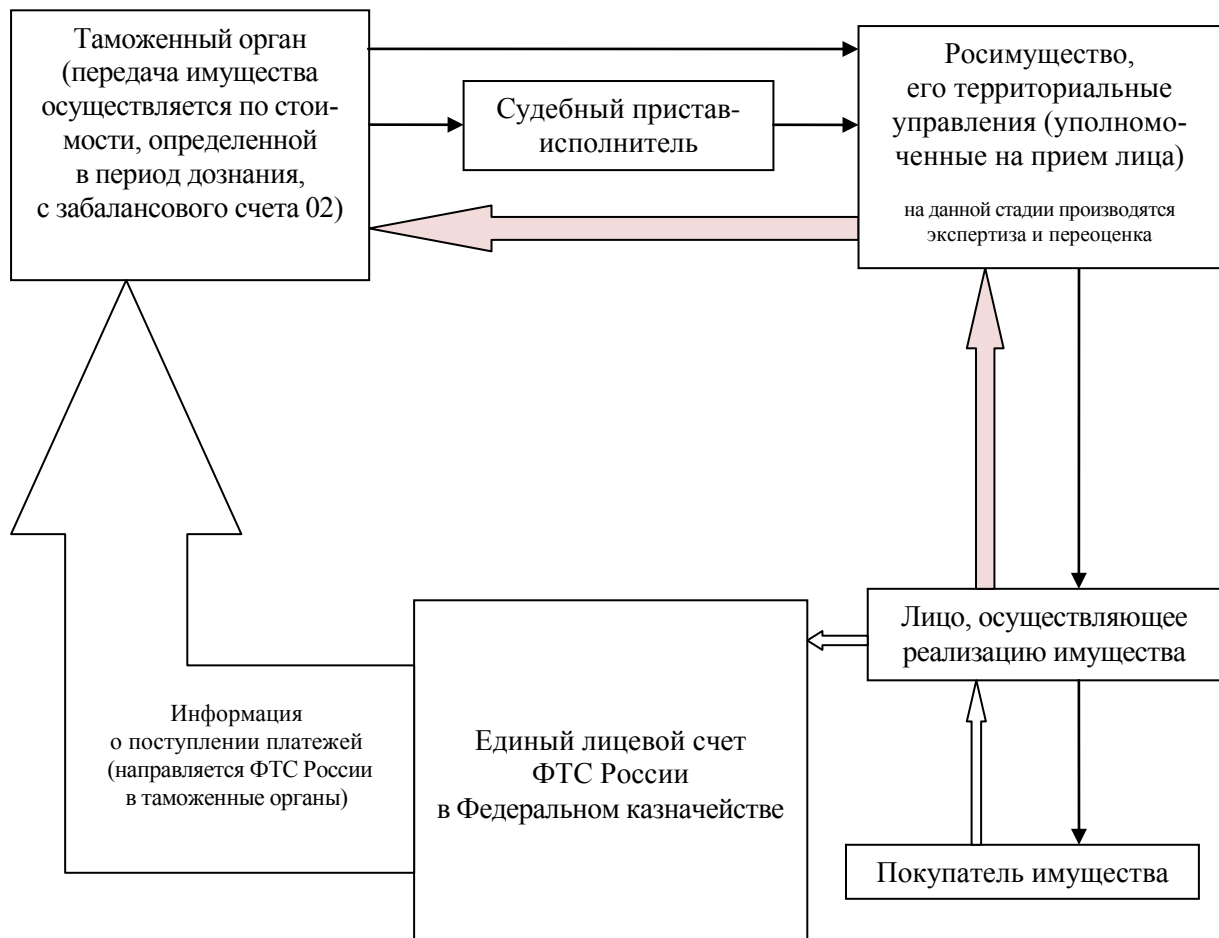 Таможенный орган
(передача имущества
осуществляется по стои-
мости, определенной
в период дознания,
с забалансового счета 02)
Судебный пристав-
исполнитель
Росимущество,
его территориальные
управления (уполномо-
ченные на прием лица)
на данной стадии производятся
экспертиза и переоценка
Лицо, осуществляющее
реализацию имущества
Информация
о поступлении платежей
(направляется ФТС России
в таможенные органы)
Единый лицевой счет
ФТС России
в Федеральном казначействе
Покупатель имущества